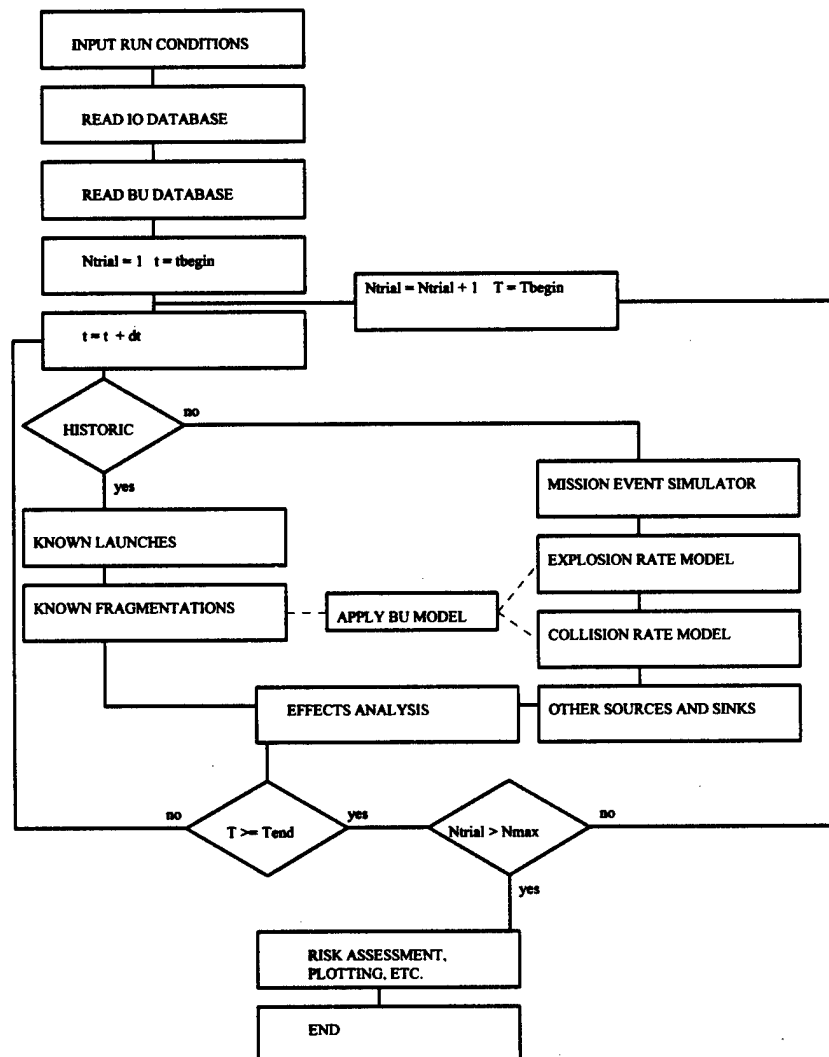 INPUT RUN CONDITIONS
READ IO DATABASE
READ BU DATABASE
Ntrial = 1 t = tbegin
Ntrial = Ntrial + 1 T = Tbegin
t = t + dt
HISTORIC
no
yes
MISSION EVENT SIMULATOR
KNOWN LAUNCHES
EXPLOSION RATE MODEL
KNOWN FRAGMENTATIONS
APPLY BU MODEL
COLLISION RATE MODEL
EFFECTS ANALYSIS
OTHER SOURCES AND SINKS
no
T >= Tend
yes
Ntrial > Nmax
no
yes
RISK ASSESSMENT,
PLOTTING, ETC.
END